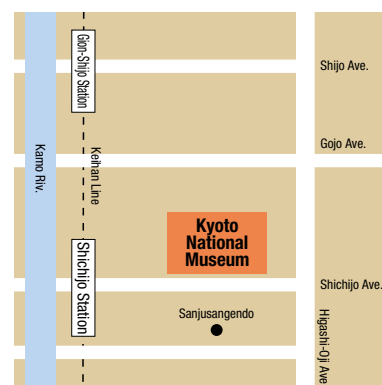 Gion-Shijo Station
Shijo Ave.
Gojo Ave.
Kamo Riv.
Keihan Line
Kyoto
National
Museum
Shichijo Station
Shichijo Ave.
Sanjusangendo
Higashi-Oji Ave